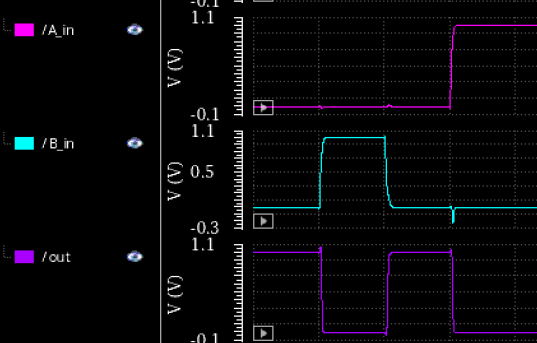 -0.1
1.1
/A_in
V (V)
-0.1
1.1
/B_in
0.5
V (V)
-0.3
1.1
/out
V (V)
-0.1